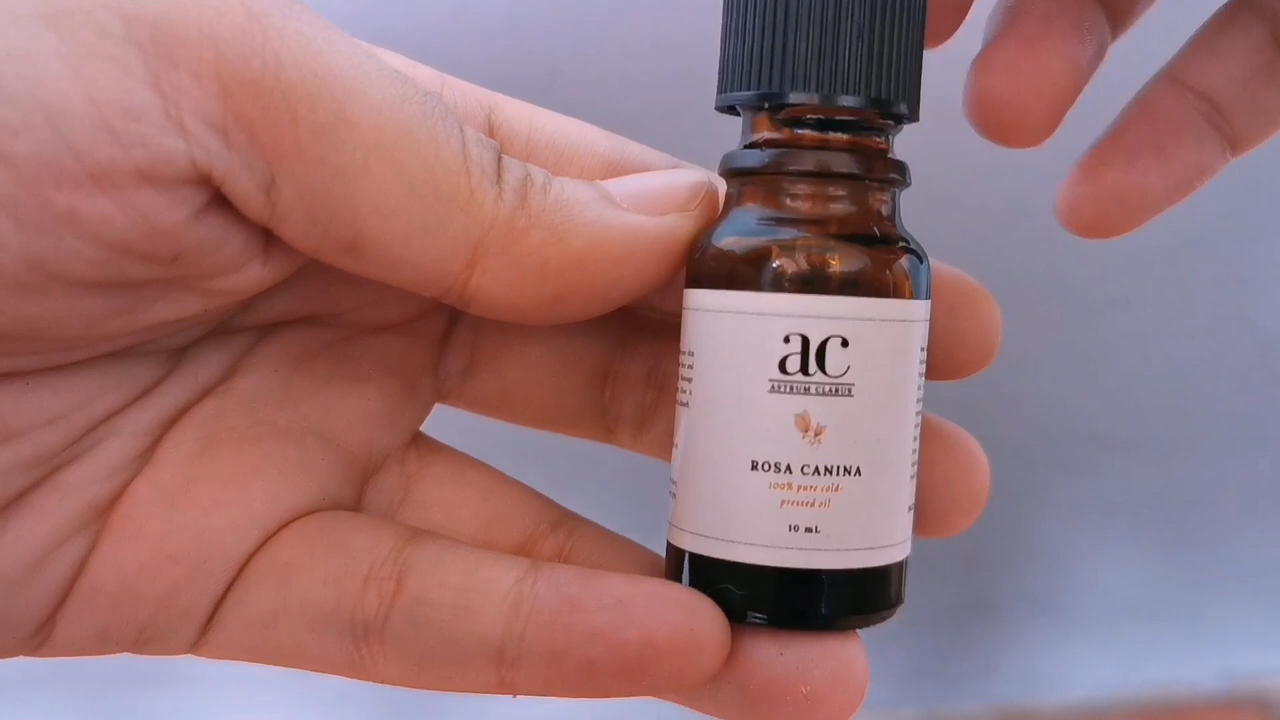 ac
ASTRUM CLARUS
ROSA CANINA
100% pure cold-
pressed oil
10 mL